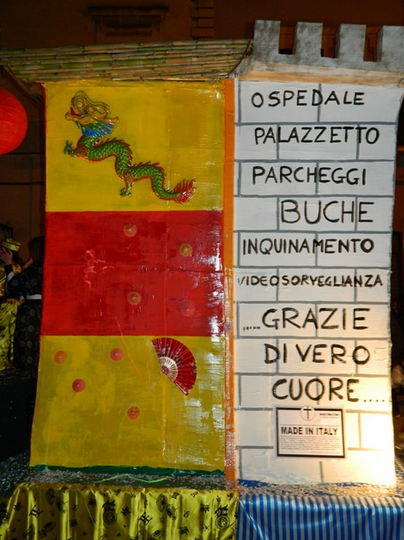 OSPEDALE
PALAZZETTO
PARCHEGGI
BUCHE
INQUINAMENTO
VIDEOSORVEGLIANZA
.....GRAZIE
DI VERO
CUORE....
MADE IN ITALY